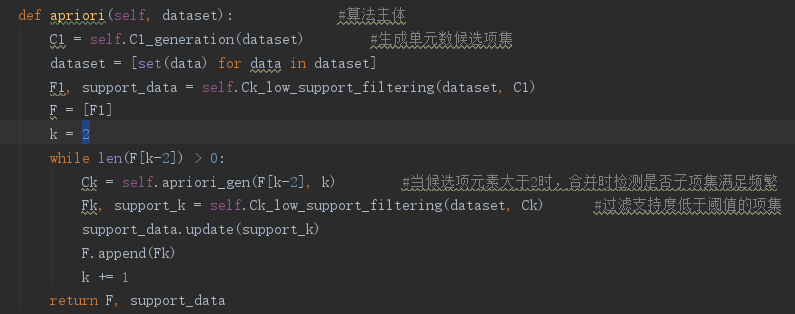 def apriori(self, dataset):    #算法主体
    C1 = self.C1_generation(dataset)    #生成单元数候选项集
    dataset = [set(data) for data in dataset]
    F1, support_data = self.Ck_low_support_filtering(dataset, C1)
    F = [F1]
    k = 2
    while len(F[k-2]) > 0:
        Ck = self.apriori_gen(F[k-2], k)    #当候选项元素大于2时，合并时检测是否子项集满足频繁
        Fk, support_k = self.Ck_low_support_filtering(dataset, Ck)    #过滤支持度低于阈值的项集
        support_data.update(support_k)
        F.append(Fk)
        k += 1
    return F, support_data